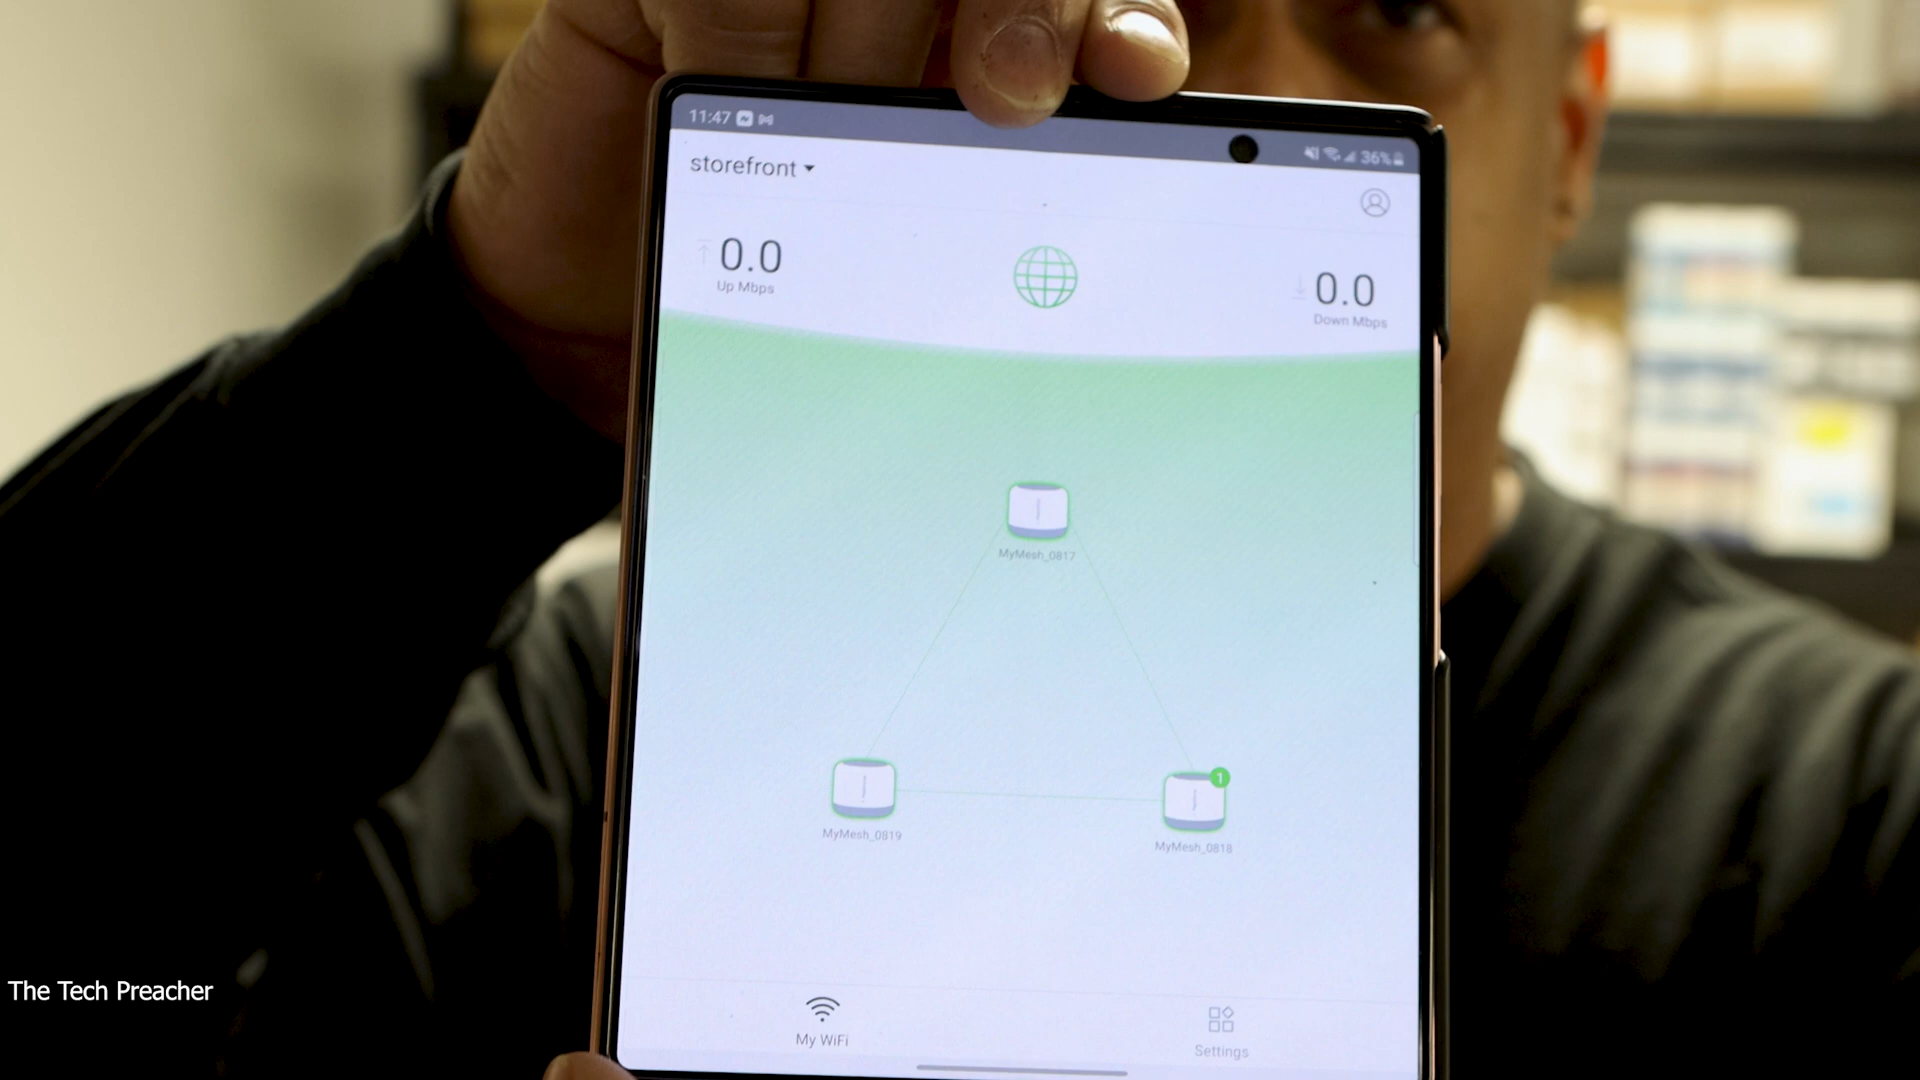 11:47
36%
storefront
0.0
Up Mbps
0.0
Down Mbps
MyMesh_0817
MyMesh_0819
1
MyMesh_0818
The Tech Preacher
My WiFi
Settings